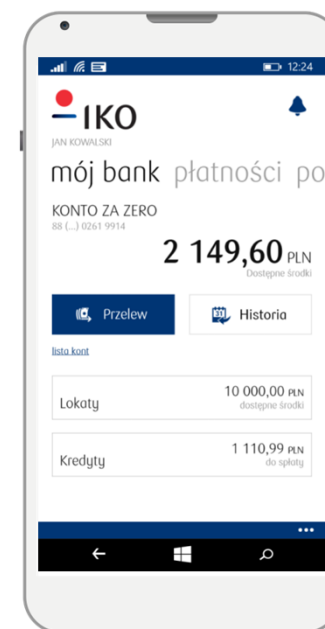 12:24
IKO
JAN KOWALSKI
mój bank płatności po
KONTO ZA ZERO
88 (...) 0261 9914
2 149,60 PLN
Dostępne środki
Przelew
31
Historia
lista kont
Lokaty
10 000,00 PLN
dostępne środki
Kredyty
1 110,99 PLN
do spłaty